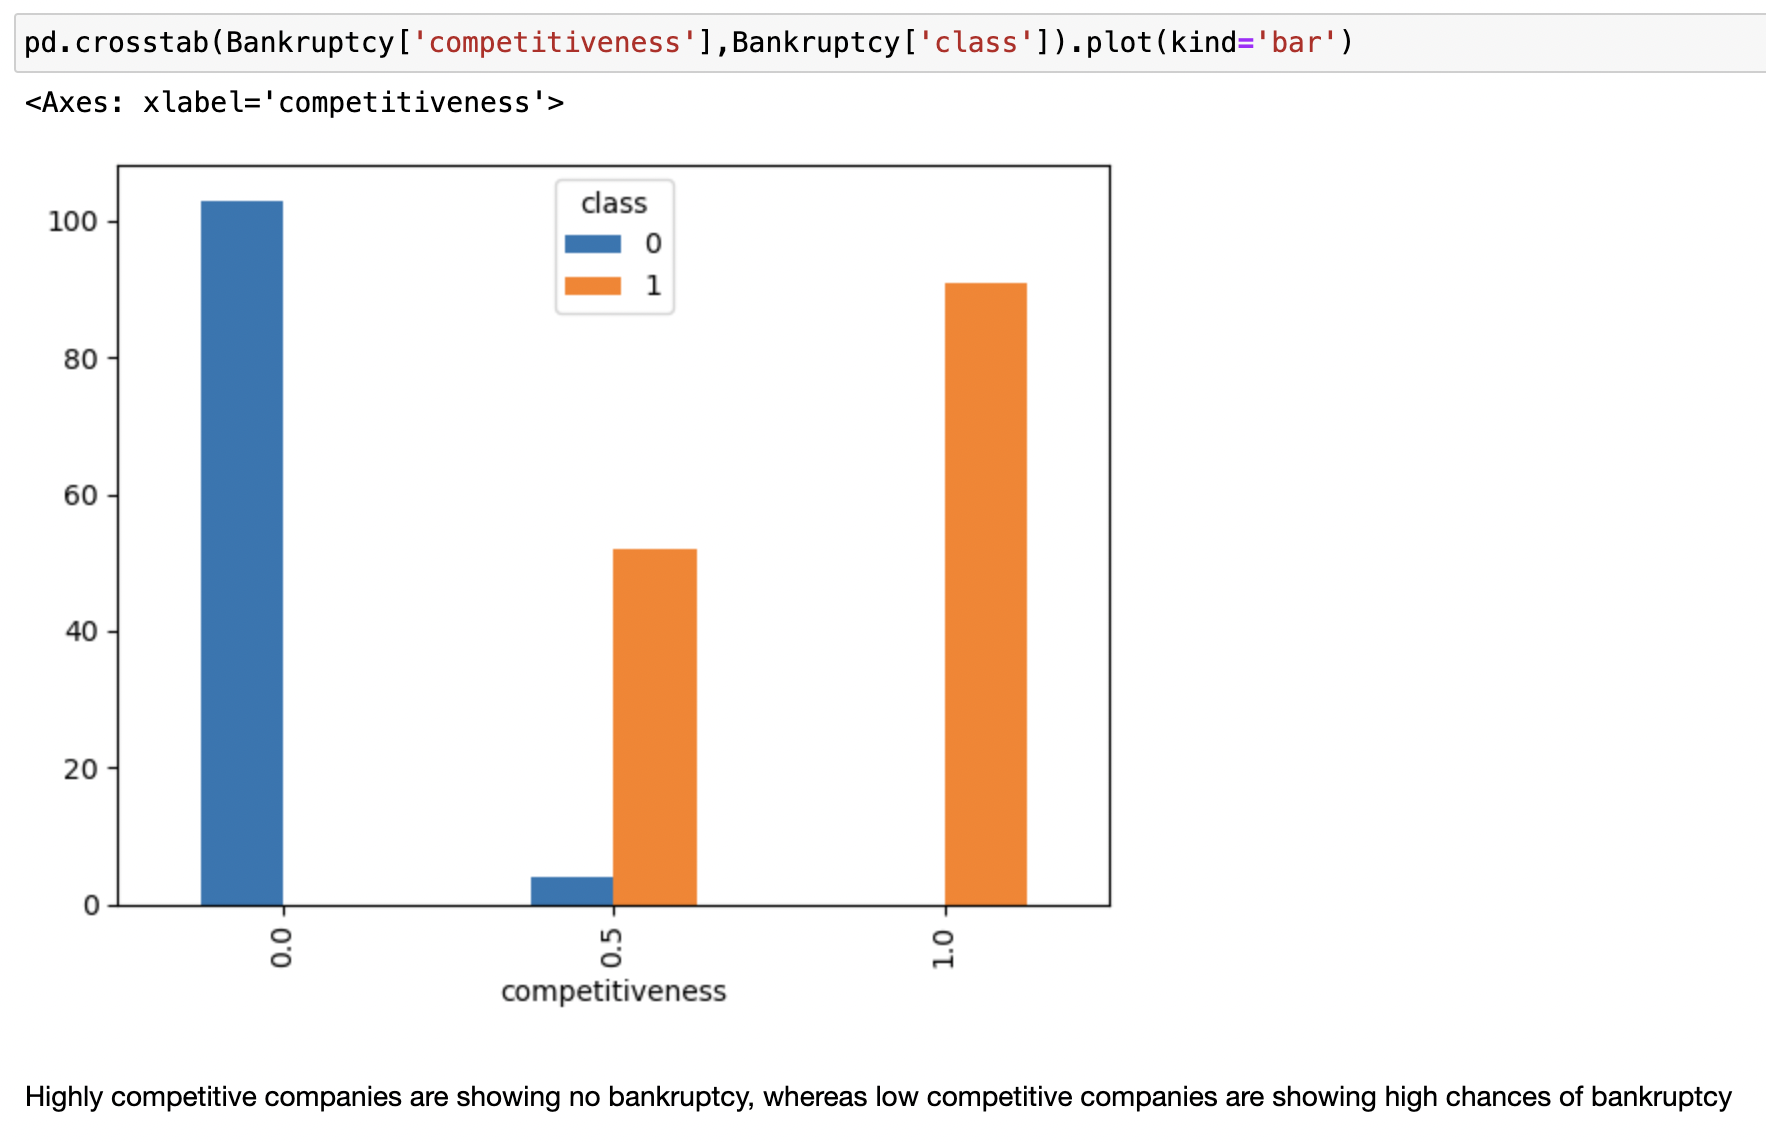 pd.crosstab(Bankruptcy['competitiveness'],Bankruptcy['class']).plot(kind='bar')
<Axes: xlabel='competitiveness'>
class
0
1
100
80
60
40
20
0
0.0
0.5
1.0
competitiveness
Highly competitive companies are showing no bankruptcy, whereas low competitive companies are showing high chances of bankruptcy